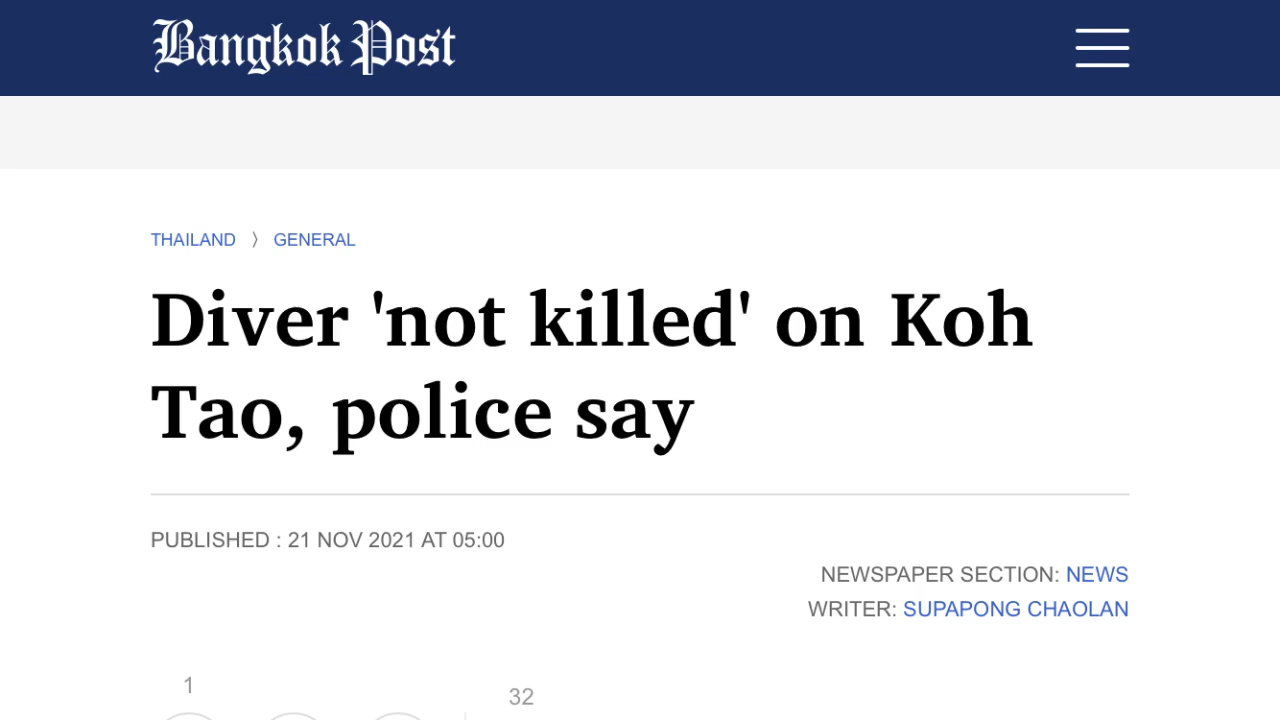 Bangkok Post
THAILAND 〉 GENERAL
Diver 'not killed' on Koh
Tao, police say
PUBLISHED : 21 NOV 2021 AT 05:00
NEWSPAPER SECTION: NEWS
WRITER: SUPAPONG CHAOLAN
1
32